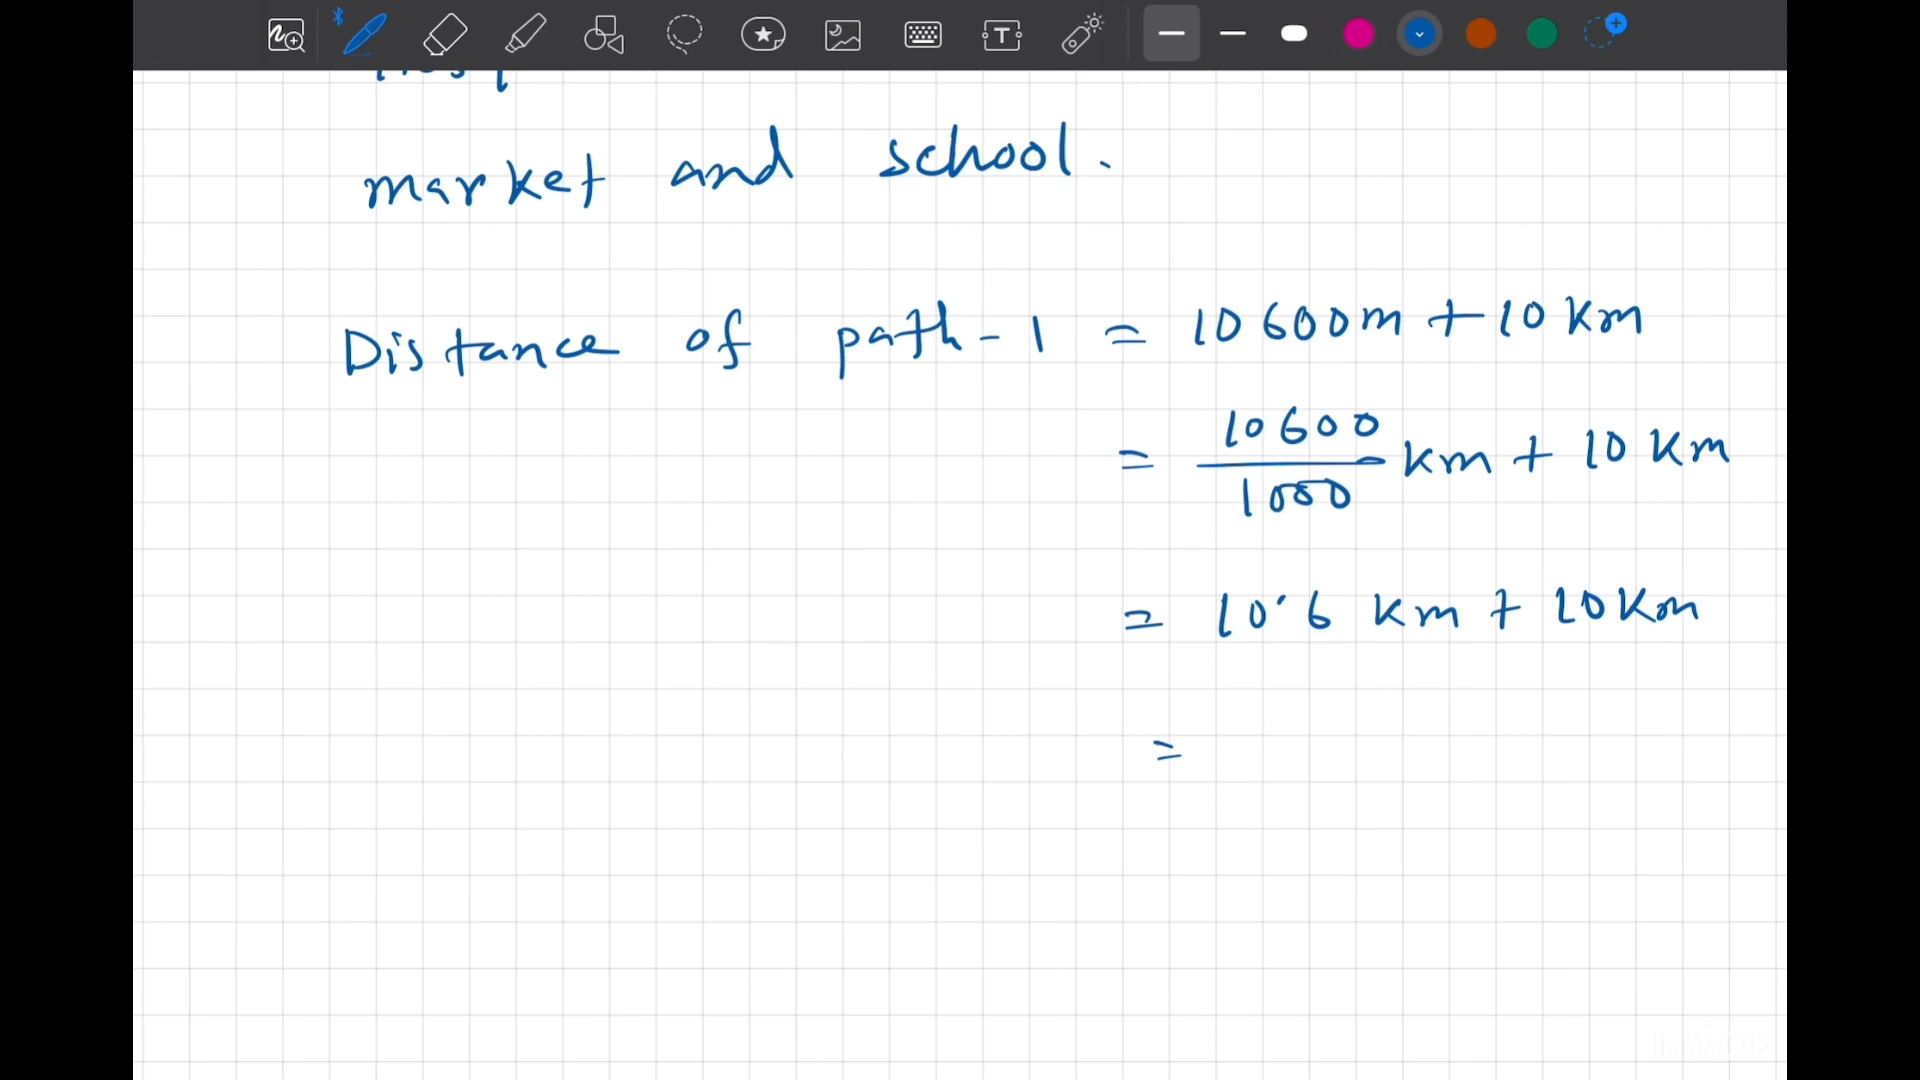 market and school.
Distance of path-1 = 10600m + 10 Km
= 10600/1000 km + 10 Km
= 10.6 km + 10 Km
=